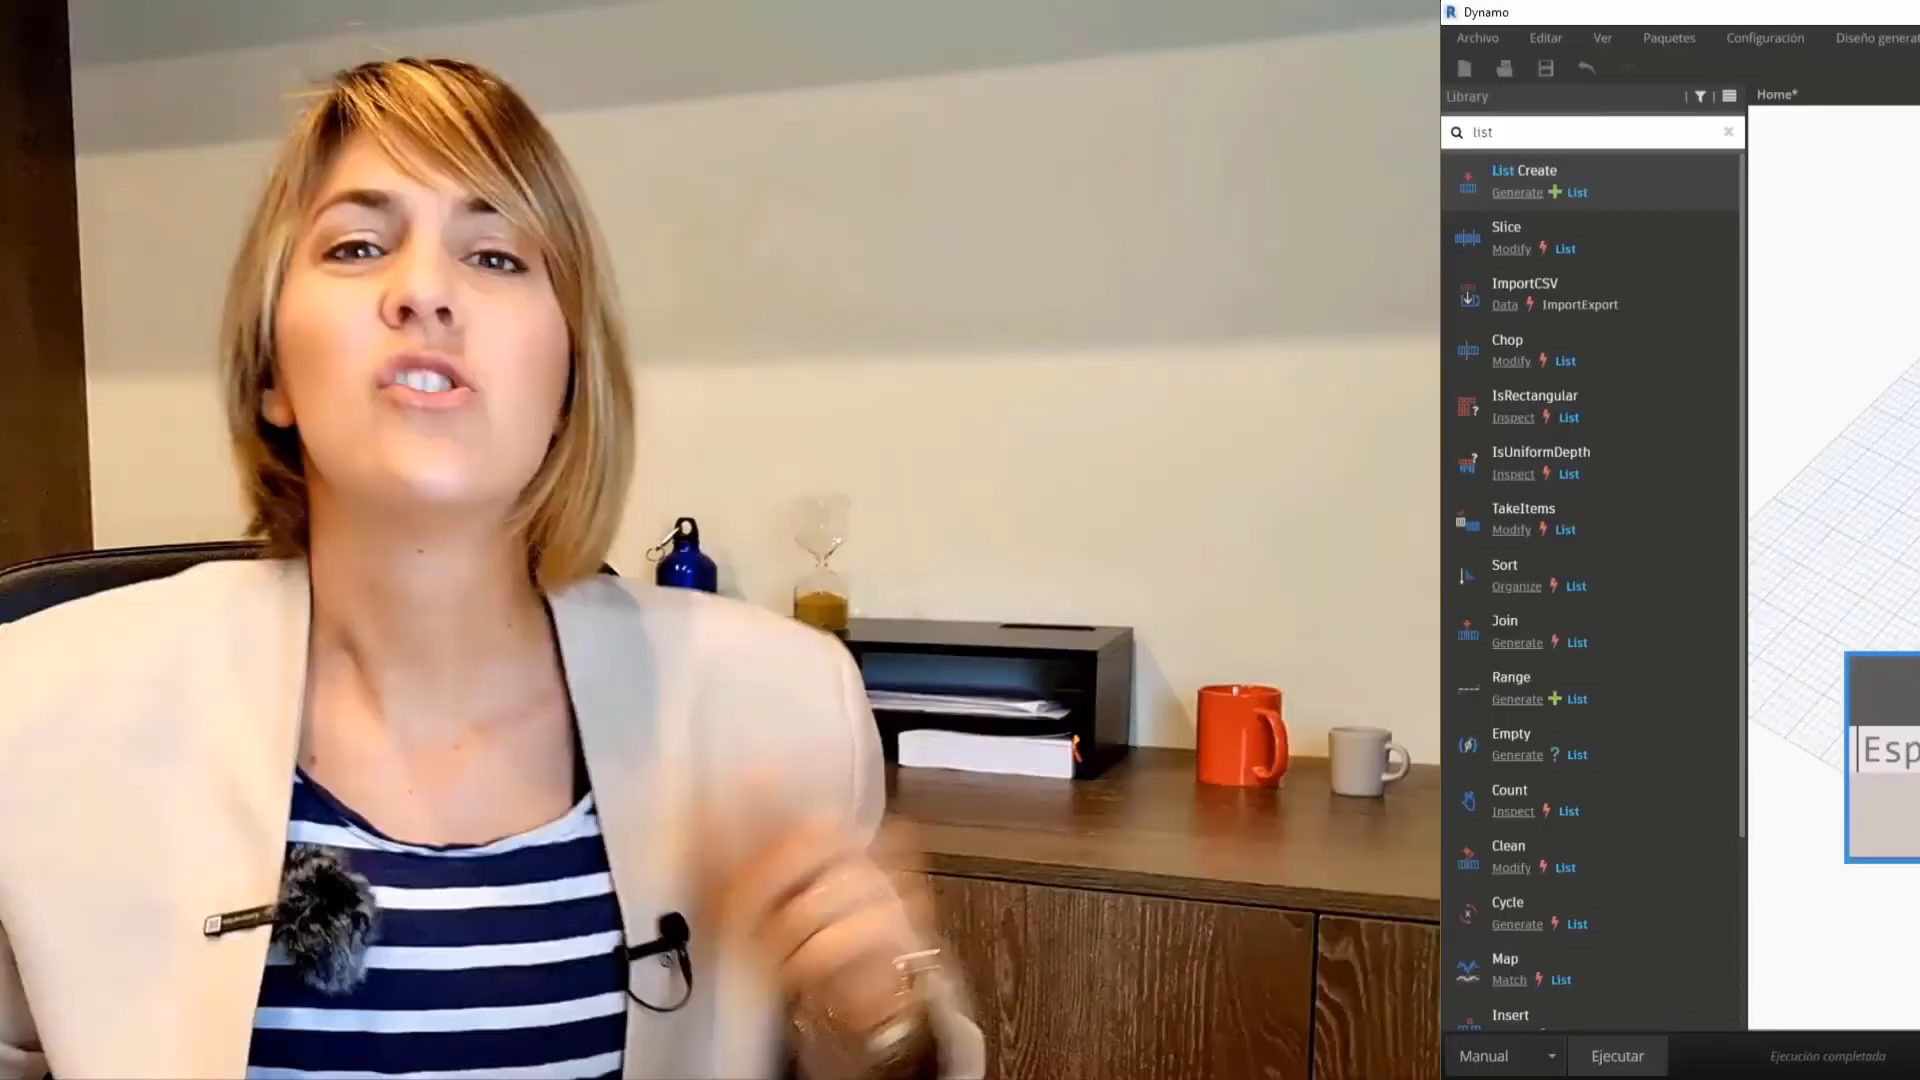 Dynamo
Archivo Editar Ver Paquetes Configuración Diseño generat
Library
Home*
list
List Create
Generate List
Slice
Modify List
ImportCSV
Data ImportExport
Chop
Modify List
IsRectangular
Inspect List
IsUniformDepth
Inspect List
TakeItems
Modify List
Sort
Organize List
Join
Generate List
Range
Generate List
Empty
Generate ? List
Count
Inspect List
Clean
Modify List
Cycle
Generate List
Map
Match List
Insert
Esp
Manual Ejecutar Ejecución completada